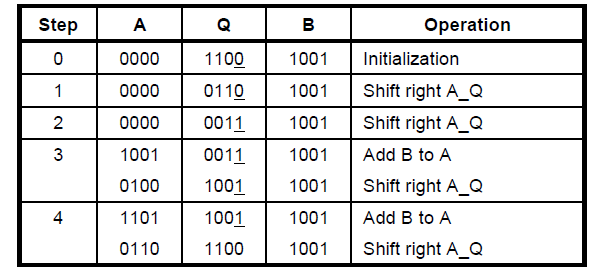 Step A Q B Operation
0 0000 1100 1001 Initialization
1 0000 0110 1001 Shift right A_Q
2 0000 0011 1001 Shift right A_Q
3 1001 0011 1001 Add B to A
0100 1001 1001 Shift right A_Q
4 1101 1001 1001 Add B to A
0110 1100 1001 Shift right A_Q